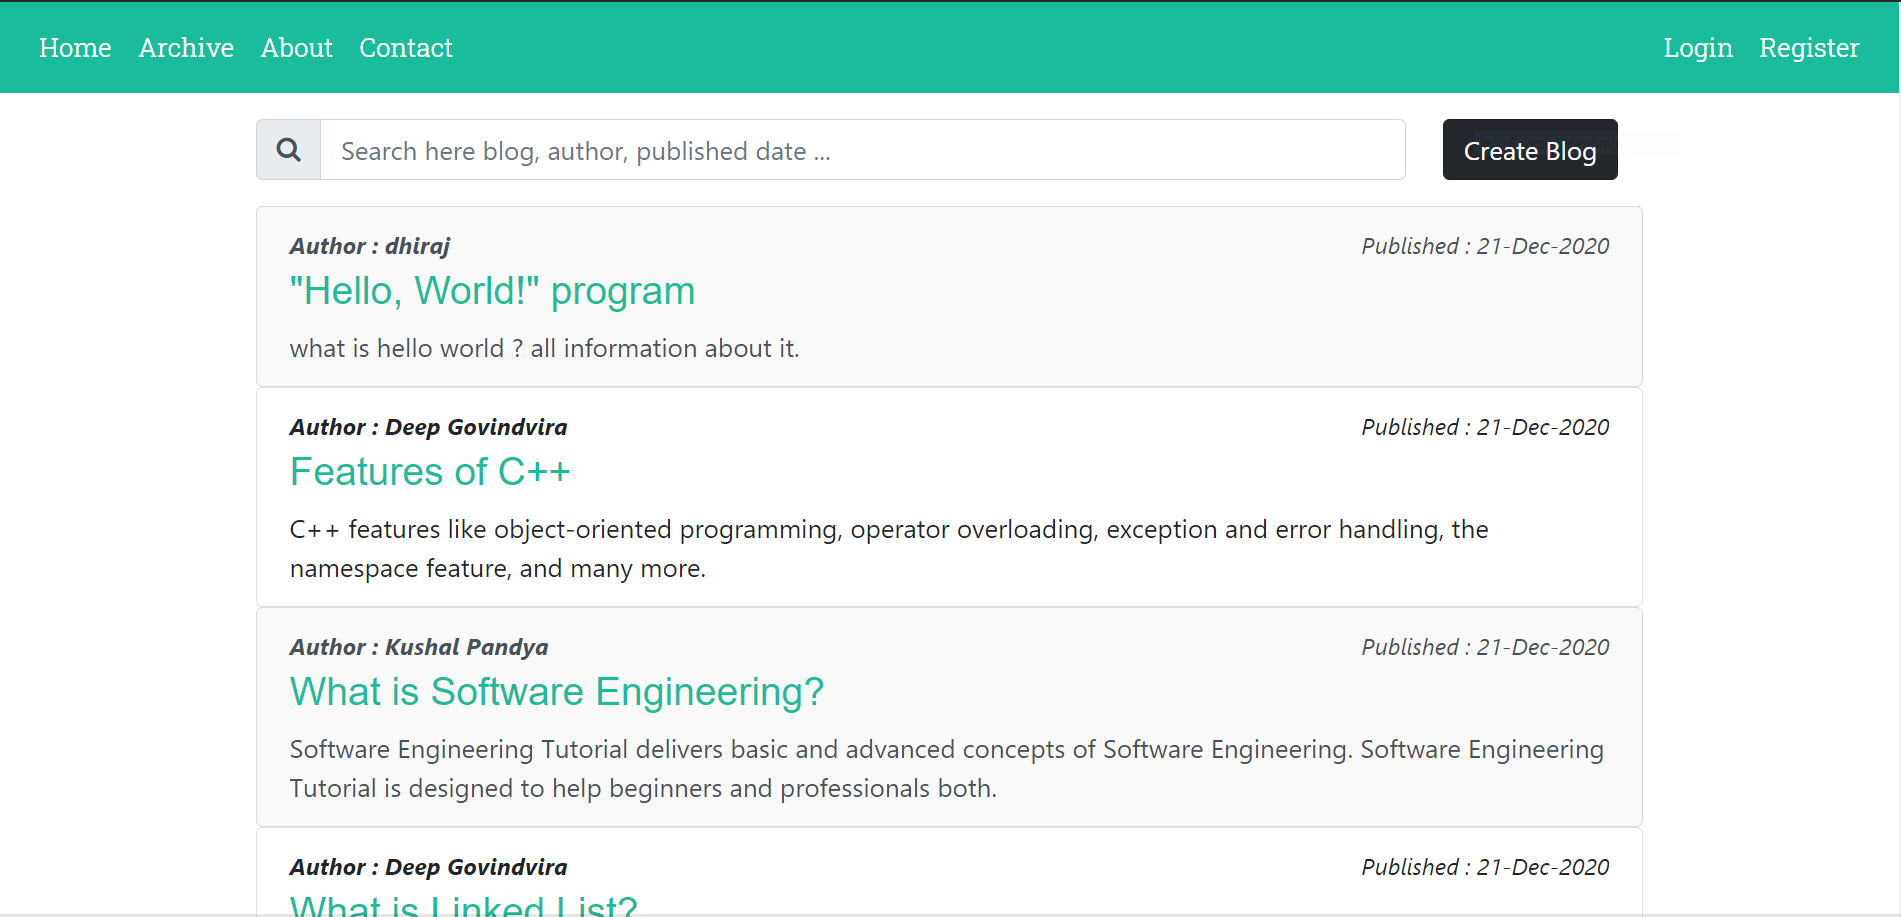 Home Archive About Contact Login Register
Search here blog, author, published date ... Create Blog
Author : dhiraj Published : 21-Dec-2020
"Hello, World!" program
what is hello world ? all information about it.
Author : Deep Govindvira Published : 21-Dec-2020
Features of C++
C++ features like object-oriented programming, operator overloading, exception and error handling, the
namespace feature, and many more.
Author : Kushal Pandya Published : 21-Dec-2020
What is Software Engineering?
Software Engineering Tutorial delivers basic and advanced concepts of Software Engineering. Software Engineering
Tutorial is designed to help beginners and professionals both.
Author : Deep Govindvira Published : 21-Dec-2020
What is Linked List?